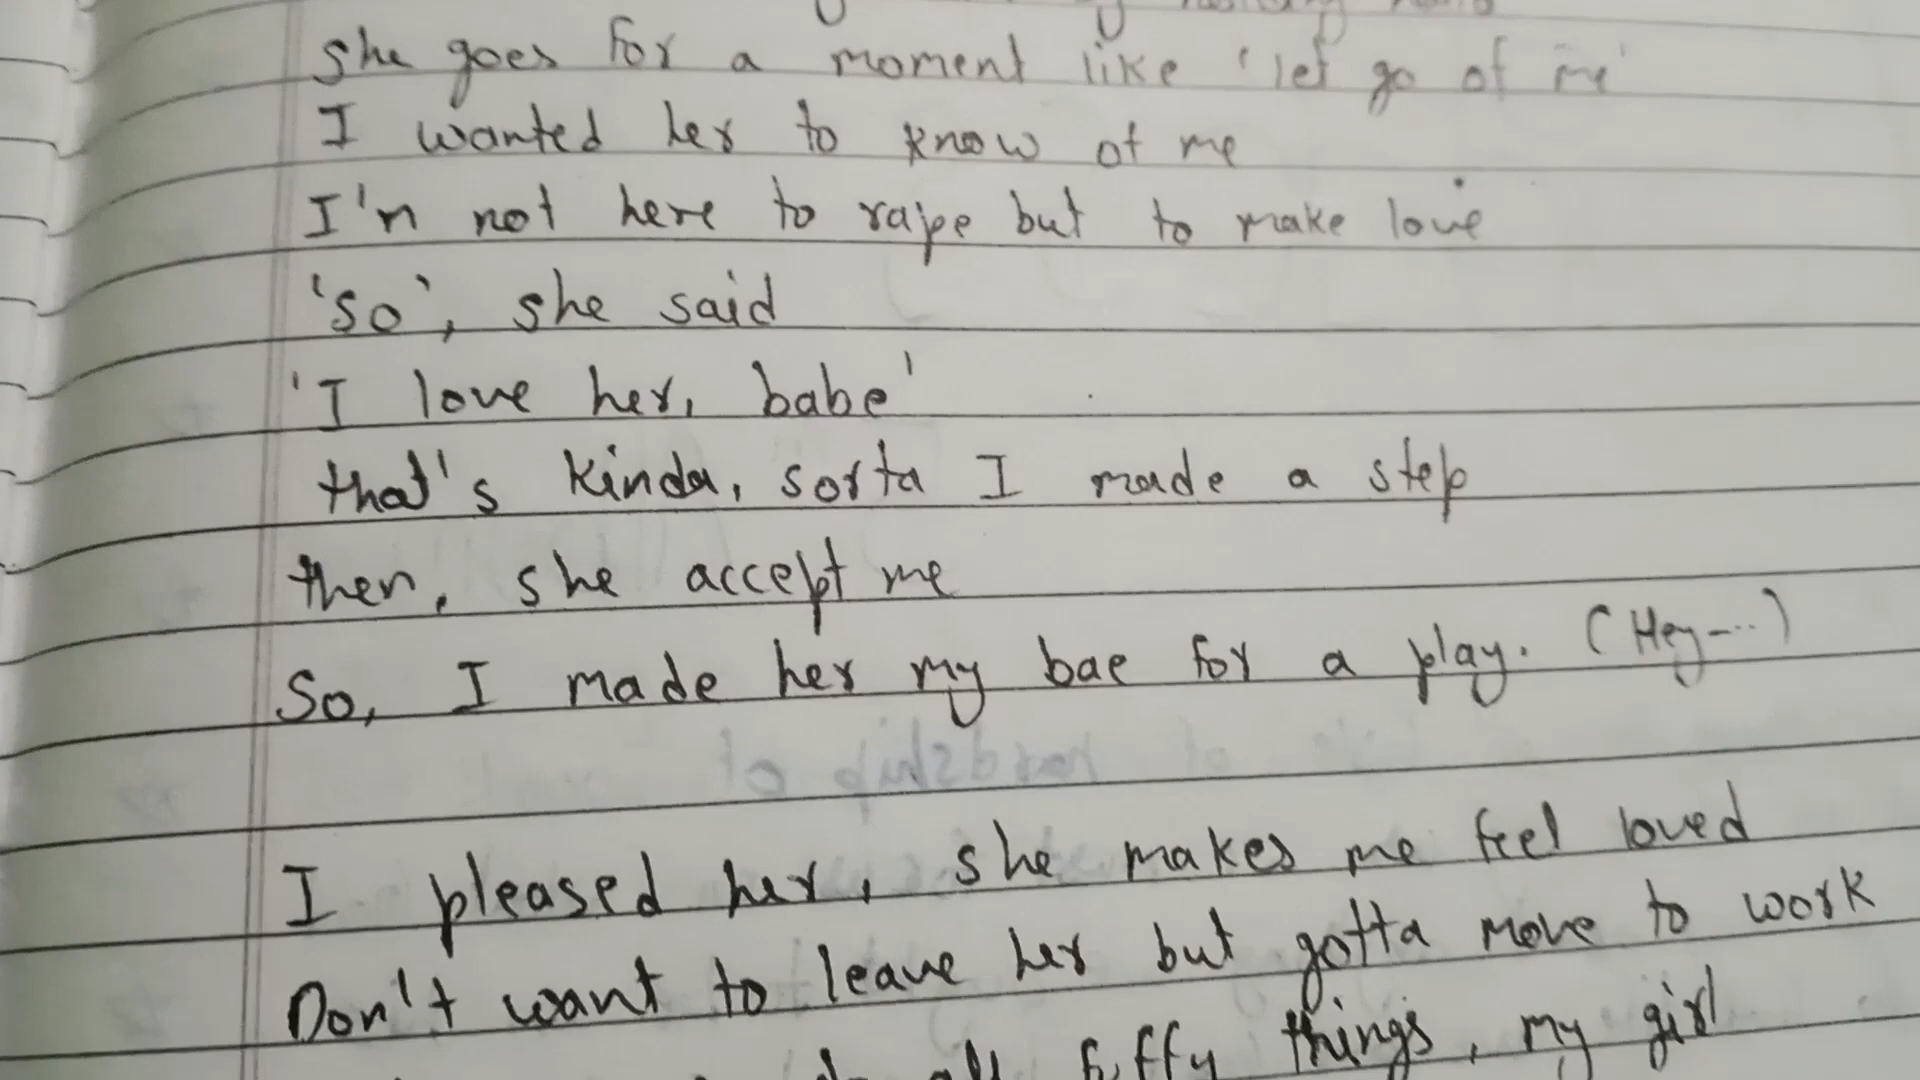 she goes for a moment like 'let go of me'
I wanted her to know of me
I'm not here to rape but to make love
'so', she said
'I love her, babe'
that's kinda, sorta I made a step
then, she accept me
So, I made her my bae for a play. (Hey-...)
I pleased her, she makes me feel loved
Don't want to leave her but gotta move to work
all fuffy things, my girl